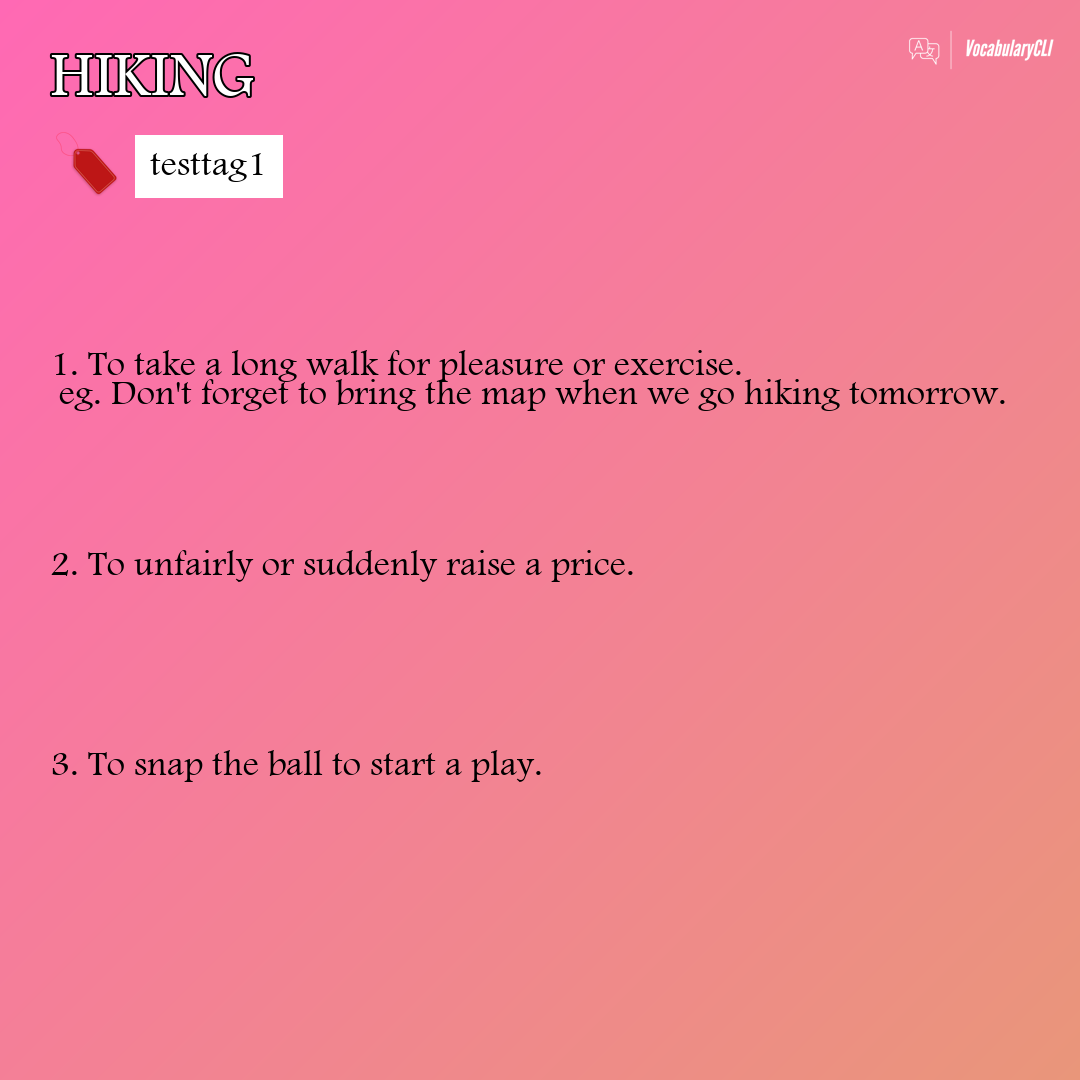 HIKING
VocabularyCLI
testtag1
1. To take a long walk for pleasure or exercise.
eg. Don't forget to bring the map when we go hiking tomorrow.
2. To unfairly or suddenly raise a price.
3. To snap the ball to start a play.